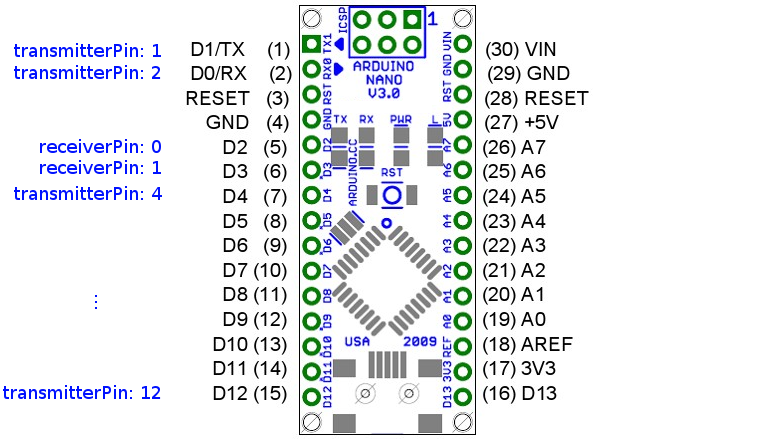 ICSP
1
transmitterPin: 1 D1/TX (1) TX1 VIN (30) VIN
transmitterPin: 2 D0/RX (2) RX0 GND (29) GND
ARDUINO
NANO
V3.0
RESET (3) RST RST (28) RESET
GND (4) GND 5V (27) +5V
TX RX PWR L
receiverPin: 0 D2 (5) D2 A7 (26) A7
receiverPin: 1 D3 (6) D3 A6 (25) A6
ARDUINO.CC
RST
transmitterPin: 4 D4 (7) D4 A5 (24) A5
D5 (8) D5 A4 (23) A4
D6 (9) D6 A3 (22) A3
D7 (10) D7 A2 (21) A2
⋮ D8 (11) D8 A1 (20) A1
D9 (12) D9 A0 (19) A0
USA 2009
D10 (13) D10 REF (18) AREF
D11 (14) D11 3V3 (17) 3V3
transmitterPin: 12 D12 (15) D12 D13 (16) D13